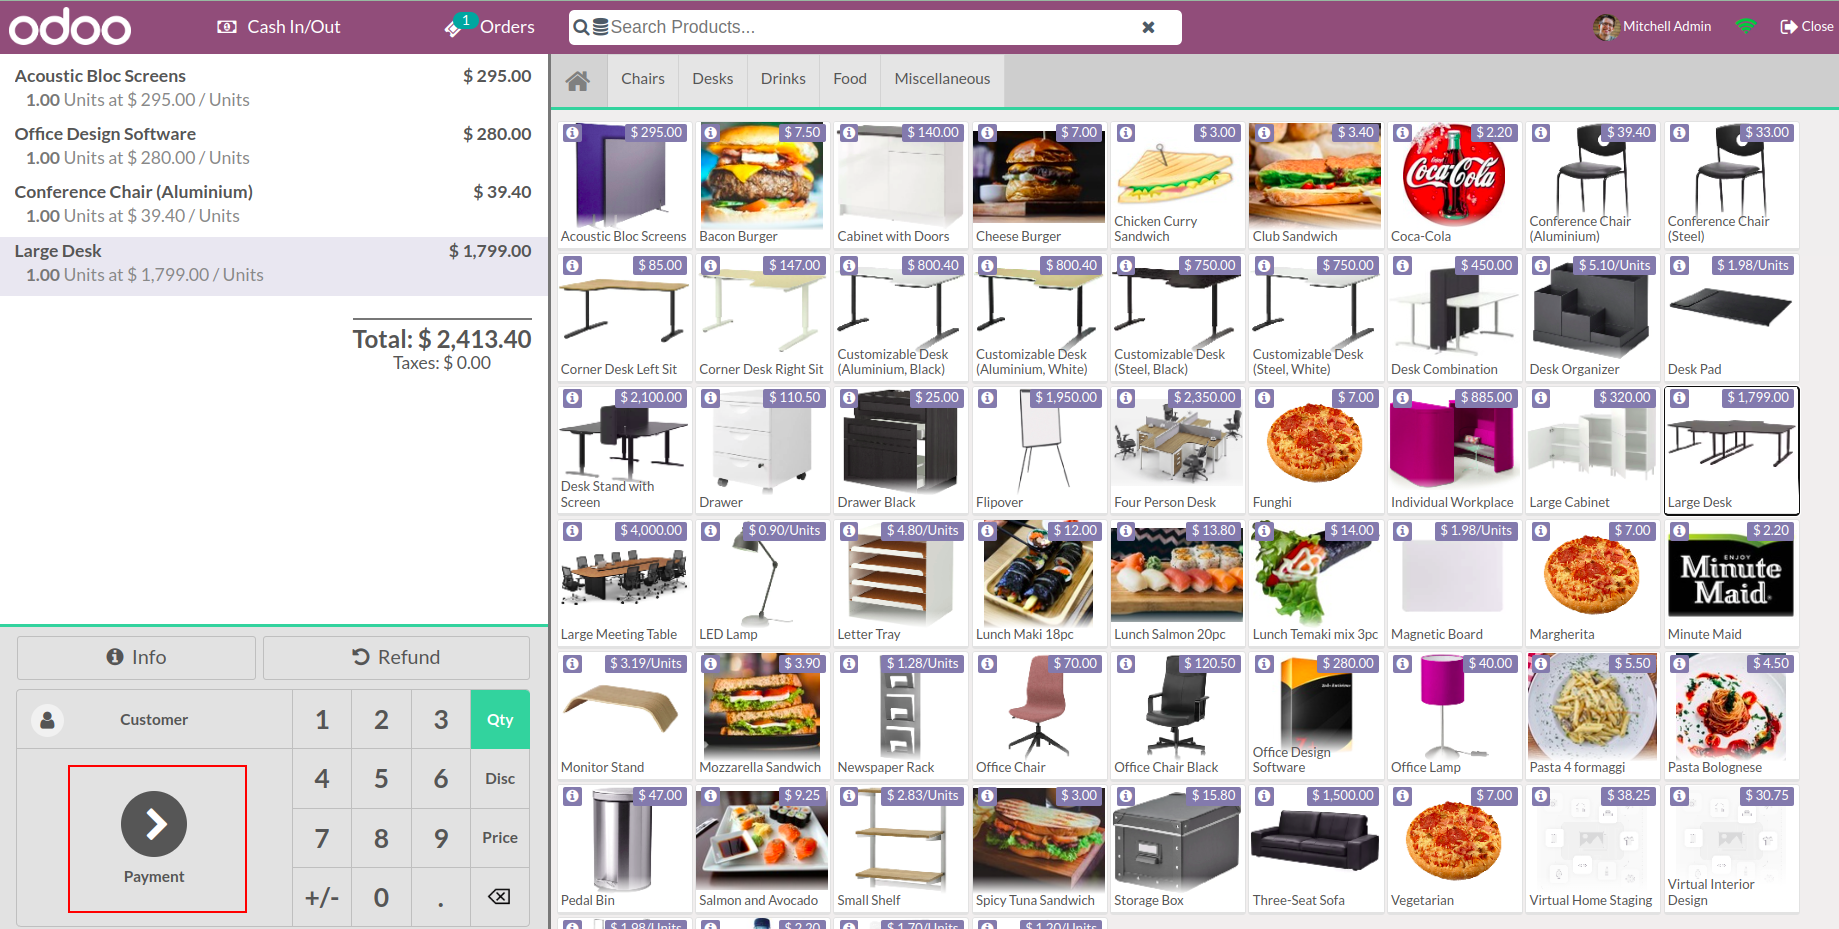 odoo
Cash In/Out
1
Orders
Search Products...
Mitchell Admin
Close
Acoustic Bloc Screens $ 295.00
1.00 Units at $ 295.00 / Units
Office Design Software $ 280.00
1.00 Units at $ 280.00 / Units
Conference Chair (Aluminium) $ 39.40
1.00 Units at $ 39.40 / Units
Large Desk $ 1,799.00
1.00 Units at $ 1,799.00 / Units
Total: $ 2,413.40
Taxes: $ 0.00
Info
Refund
Customer
1 2 3 Qty
4 5 6 Disc
7 8 9 Price
+/- 0 .
Payment
Chairs Desks Drinks Food Miscellaneous
$ 295.00
Acoustic Bloc Screens
$ 7.50
Bacon Burger
$ 140.00
Cabinet with Doors
$ 7.00
Cheese Burger
$ 3.00
Chicken Curry
Sandwich
$ 3.40
Club Sandwich
$ 2.20
Coca-Cola
Coca-Cola
$ 39.40
Conference Chair
(Aluminium)
$ 33.00
Conference Chair
(Steel)
$ 85.00
Corner Desk Left Sit
$ 147.00
Corner Desk Right Sit
$ 800.40
Customizable Desk
(Aluminium, Black)
$ 800.40
Customizable Desk
(Aluminium, White)
$ 750.00
Customizable Desk
(Steel, Black)
$ 750.00
Customizable Desk
(Steel, White)
$ 450.00
Desk Combination
$ 5.10/Units
Desk Organizer
$ 1.98/Units
Desk Pad
$ 2,100.00
Desk Stand with
Screen
$ 110.50
Drawer
$ 25.00
Drawer Black
$ 1,950.00
Flipover
$ 2,350.00
Four Person Desk
$ 7.00
Funghi
$ 885.00
Individual Workplace
$ 320.00
Large Cabinet
$ 1,799.00
Large Desk
$ 4,000.00
Large Meeting Table
$ 0.90/Units
LED Lamp
$ 4.80/Units
Letter Tray
$ 12.00
Lunch Maki 18pc
$ 13.80
Lunch Salmon 20pc
$ 14.00
Lunch Temaki mix 3pc
$ 1.98/Units
Magnetic Board
$ 7.00
Margherita
$ 2.20
ENJOY
Minute
Maid
Minute Maid
$ 3.19/Units
Monitor Stand
$ 3.90
Mozzarella Sandwich
$ 1.28/Units
Newspaper Rack
$ 70.00
Office Chair
$ 120.50
Office Chair Black
$ 280.00
Office Design
Software
$ 40.00
Office Lamp
$ 5.50
Pasta 4 formaggi
$ 4.50
Pasta Bolognese
$ 47.00
Pedal Bin
$ 9.25
Salmon and Avocado
$ 2.83/Units
Small Shelf
$ 3.00
Spicy Tuna Sandwich
$ 15.80
Storage Box
$ 1,500.00
Three-Seat Sofa
$ 7.00
Vegetarian
$ 38.25
Virtual Home Staging
$ 30.75
Virtual Interior
Design
$ 1.98/Units
$ 2.20
$ 1.70/Units
$ 1.20/Units